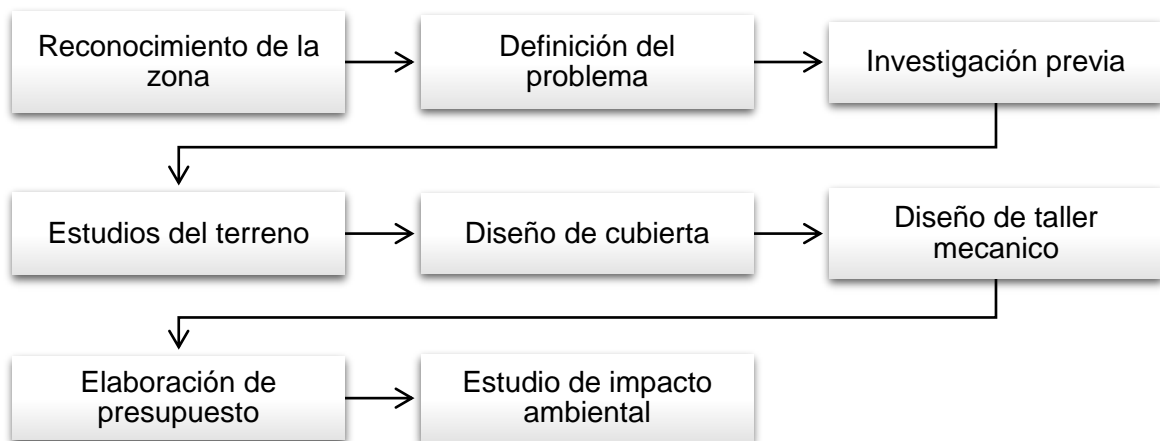 Reconocimiento de la
zona
Definición del
problema
Investigación previa
Estudios del terreno
Diseño de cubierta
Diseño de taller
mecanico
Elaboración de
presupuesto
Estudio de impacto
ambiental